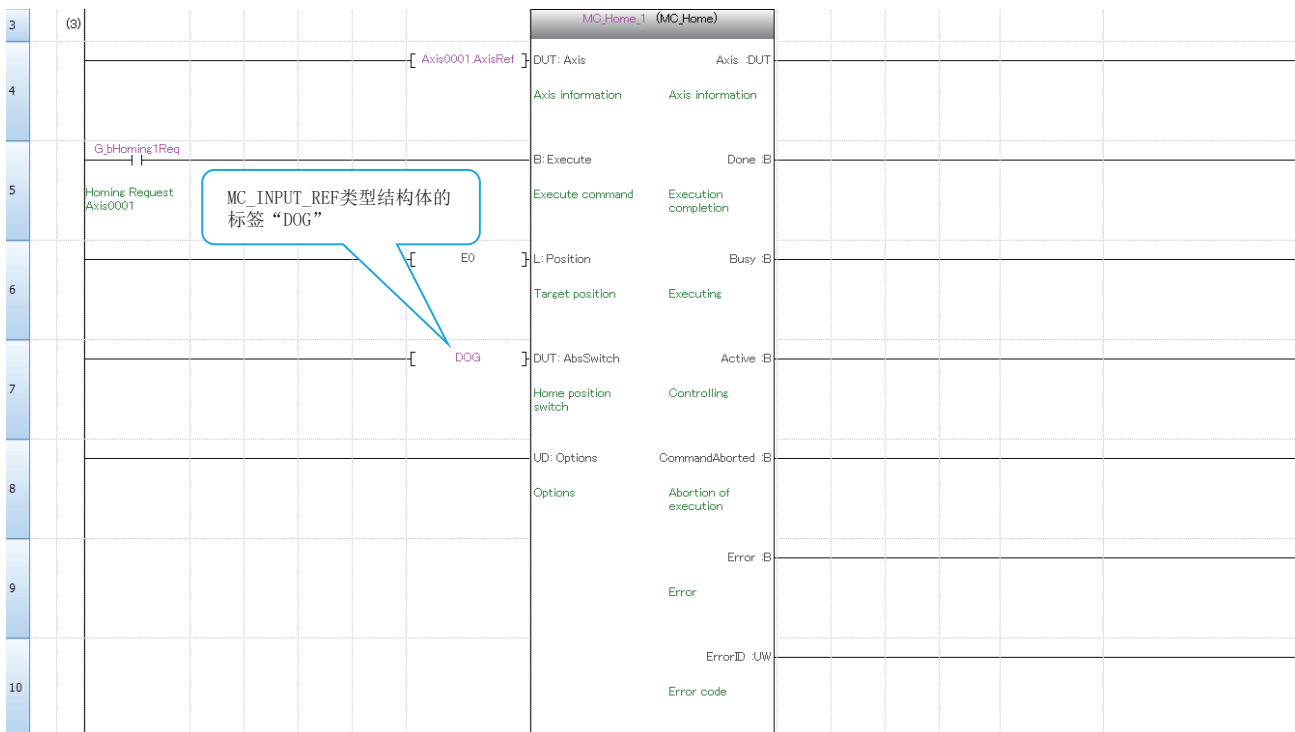 3 (3) MC_Home_1 (MC_Home)
[ Axis0001.AxisRef ] DUT: Axis Axis :DUT
4 Axis information Axis information
G_bHoming1Req
B: Execute Done :B
5 Homing Request
Axis0001
Execute command Execution
completion
MC_INPUT_REF类型结构体的
标签“DOG”
[ E0 ] L: Position Busy :B
6 Target position Executing
[ DOG ] DUT: AbsSwitch Active :B
7 Home position
switch
Controlling
UD: Options CommandAborted :B
8 Options Abortion of
execution
Error :B
9 Error
ErrorID :UW
10 Error code